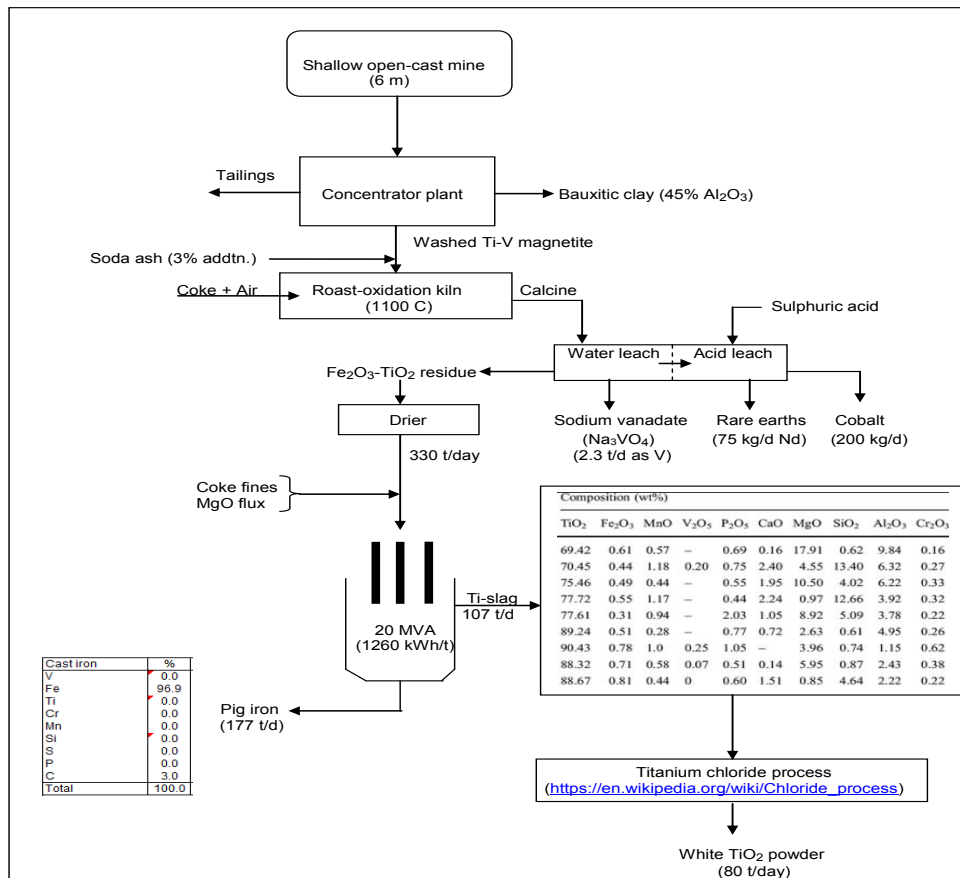 Shallow open-cast mine
(6 m)
Tailings
Concentrator plant
Bauxitic clay (45% Al₂O₃)
Washed Ti-V magnetite
Soda ash (3% addtn.)
Coke + Air
Roast-oxidation kiln
(1100 C)
Calcine
Sulphuric acid
Water leach
Acid leach
Fe₂O₃-TiO₂ residue
Drier
Sodium vanadate
(Na₃VO₄)
(2.3 t/d as V)
Rare earths
(75 kg/d Nd)
Cobalt
(200 kg/d)
330 t/day
Coke fines
MgO flux
Composition (wt%)
TiO₂ Fe₂O₃ MnO V₂O₅ P₂O₅ CaO MgO SiO₂ Al₂O₃ Cr₂O₃
69.42 0.61 0.57 – 0.69 0.16 17.91 0.62 9.84 0.16
70.45 0.44 1.18 0.20 0.75 2.40 4.55 13.40 6.32 0.27
75.46 0.49 0.44 – 0.55 1.95 10.50 4.02 6.22 0.33
77.72 0.55 1.17 – 0.44 2.24 0.97 12.66 3.92 0.32
77.61 0.31 0.94 – 2.03 1.05 8.92 5.09 3.78 0.22
89.24 0.51 0.28 – 0.77 0.72 2.63 0.61 4.95 0.26
90.43 0.78 1.0 0.25 1.05 – 3.96 0.74 1.15 0.62
88.32 0.71 0.58 0.07 0.51 0.14 5.95 0.87 2.43 0.38
88.67 0.81 0.44 0 0.60 1.51 0.85 4.64 2.22 0.22
Ti-slag
107 t/d
20 MVA
(1260 kWh/t)
Cast iron %
V 0.0
Fe 96.9
Ti 0.0
Cr 0.0
Mn 0.0
Si 0.0
S 0.0
P 0.0
C 3.0
Total 100.0
Pig iron
(177 t/d)
Titanium chloride process
(https://en.wikipedia.org/wiki/Chloride_process)
White TiO₂ powder
(80 t/day)